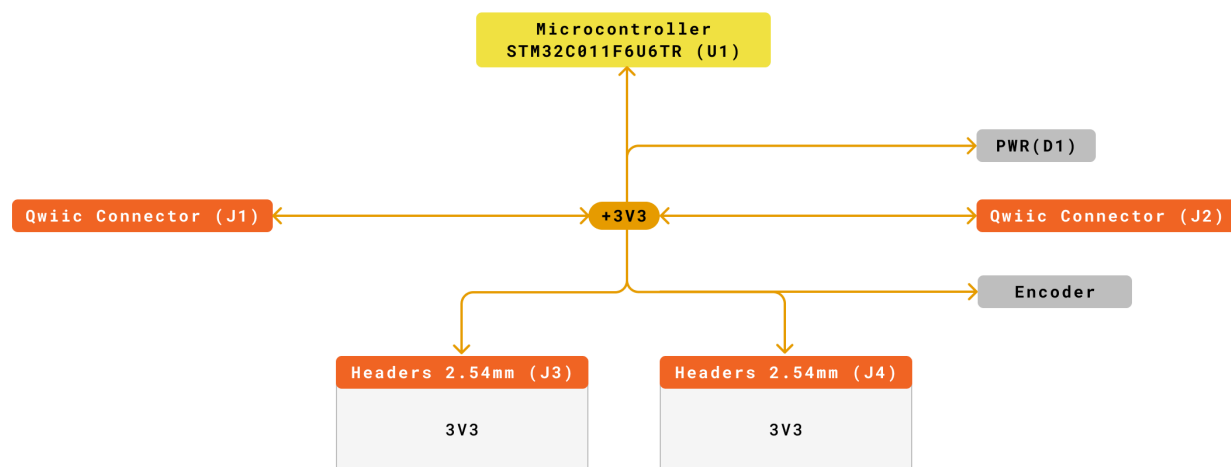 Microcontroller
STM32C011F6U6TR (U1)
PWR(D1)
Qwiic Connector (J1)
+3V3
Qwiic Connector (J2)
Encoder
Headers 2.54mm (J3)
Headers 2.54mm (J4)
3V3
3V3